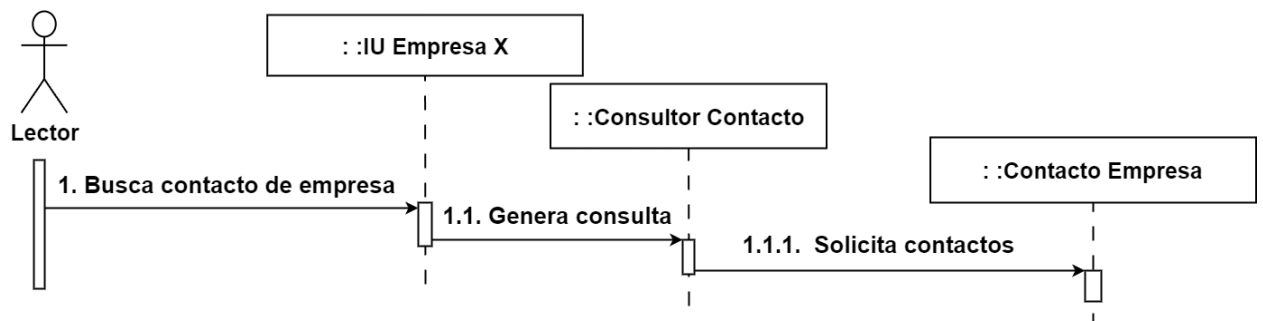 : :IU Empresa X
: :Consultor Contacto
Lector
: :Contacto Empresa
1. Busca contacto de empresa
1.1. Genera consulta
1.1.1.  Solicita contactos